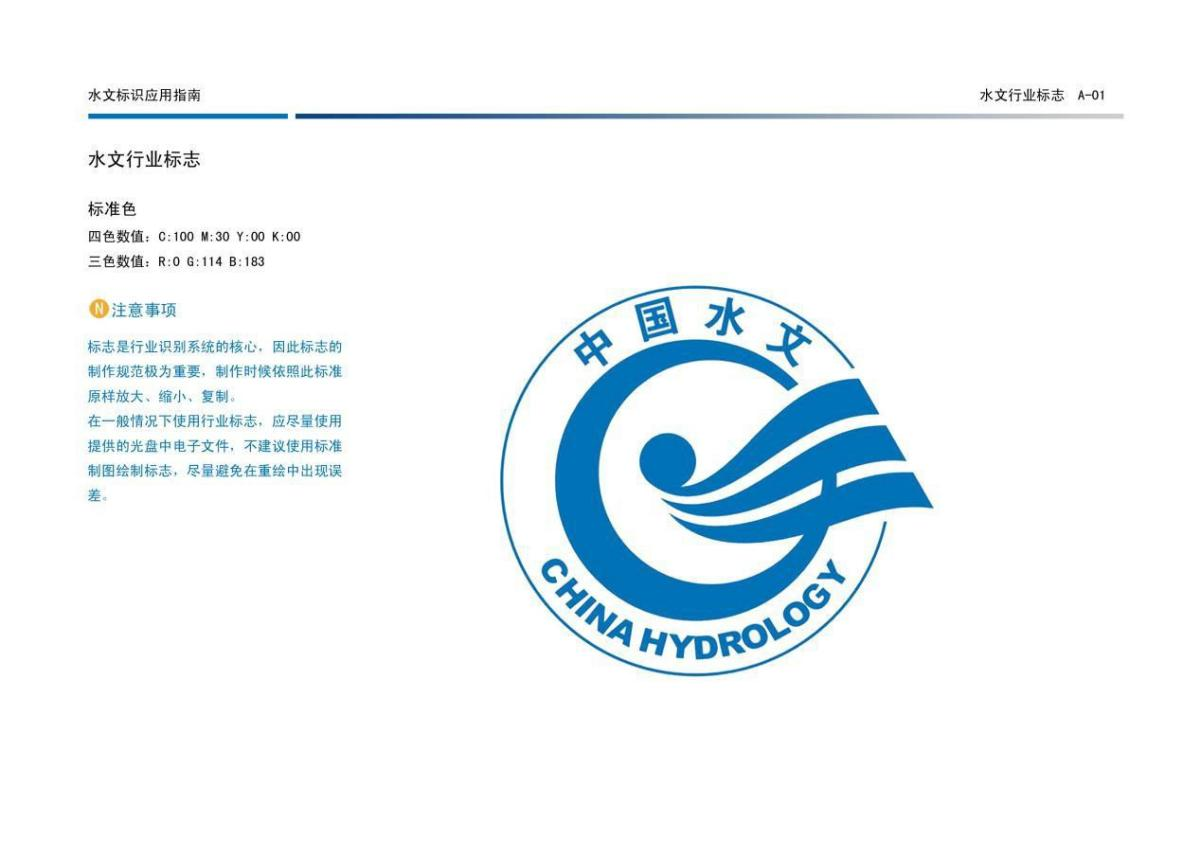 水文标识应用指南
水文行业标志 A-01
水文行业标志
标准色
四色数值：C:100 M:30 Y:00 K:00
三色数值：R:0 G:114 B:183
N 注意事项
标志是行业识别系统的核心，因此标志的
制作规范极为重要，制作时候依照此标准
原样放大、缩小、复制。
在一般情况下使用行业标志，应尽量使用
提供的光盘中电子文件，不建议使用标准
制图绘制标志，尽量避免在重绘中出现误
差。
中国水文
CHINA HYDROLOGY